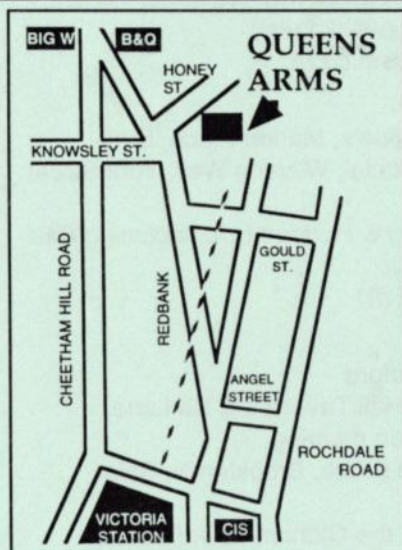 BIG W
B&Q
QUEENS
ARMS
HONEY
ST
KNOWSLEY ST.
CHEETHAM HILL ROAD
REDBANK
GOULD
ST.
ANGEL
STREET
ROCHDALE
ROAD
VICTORIA
STATION
CIS